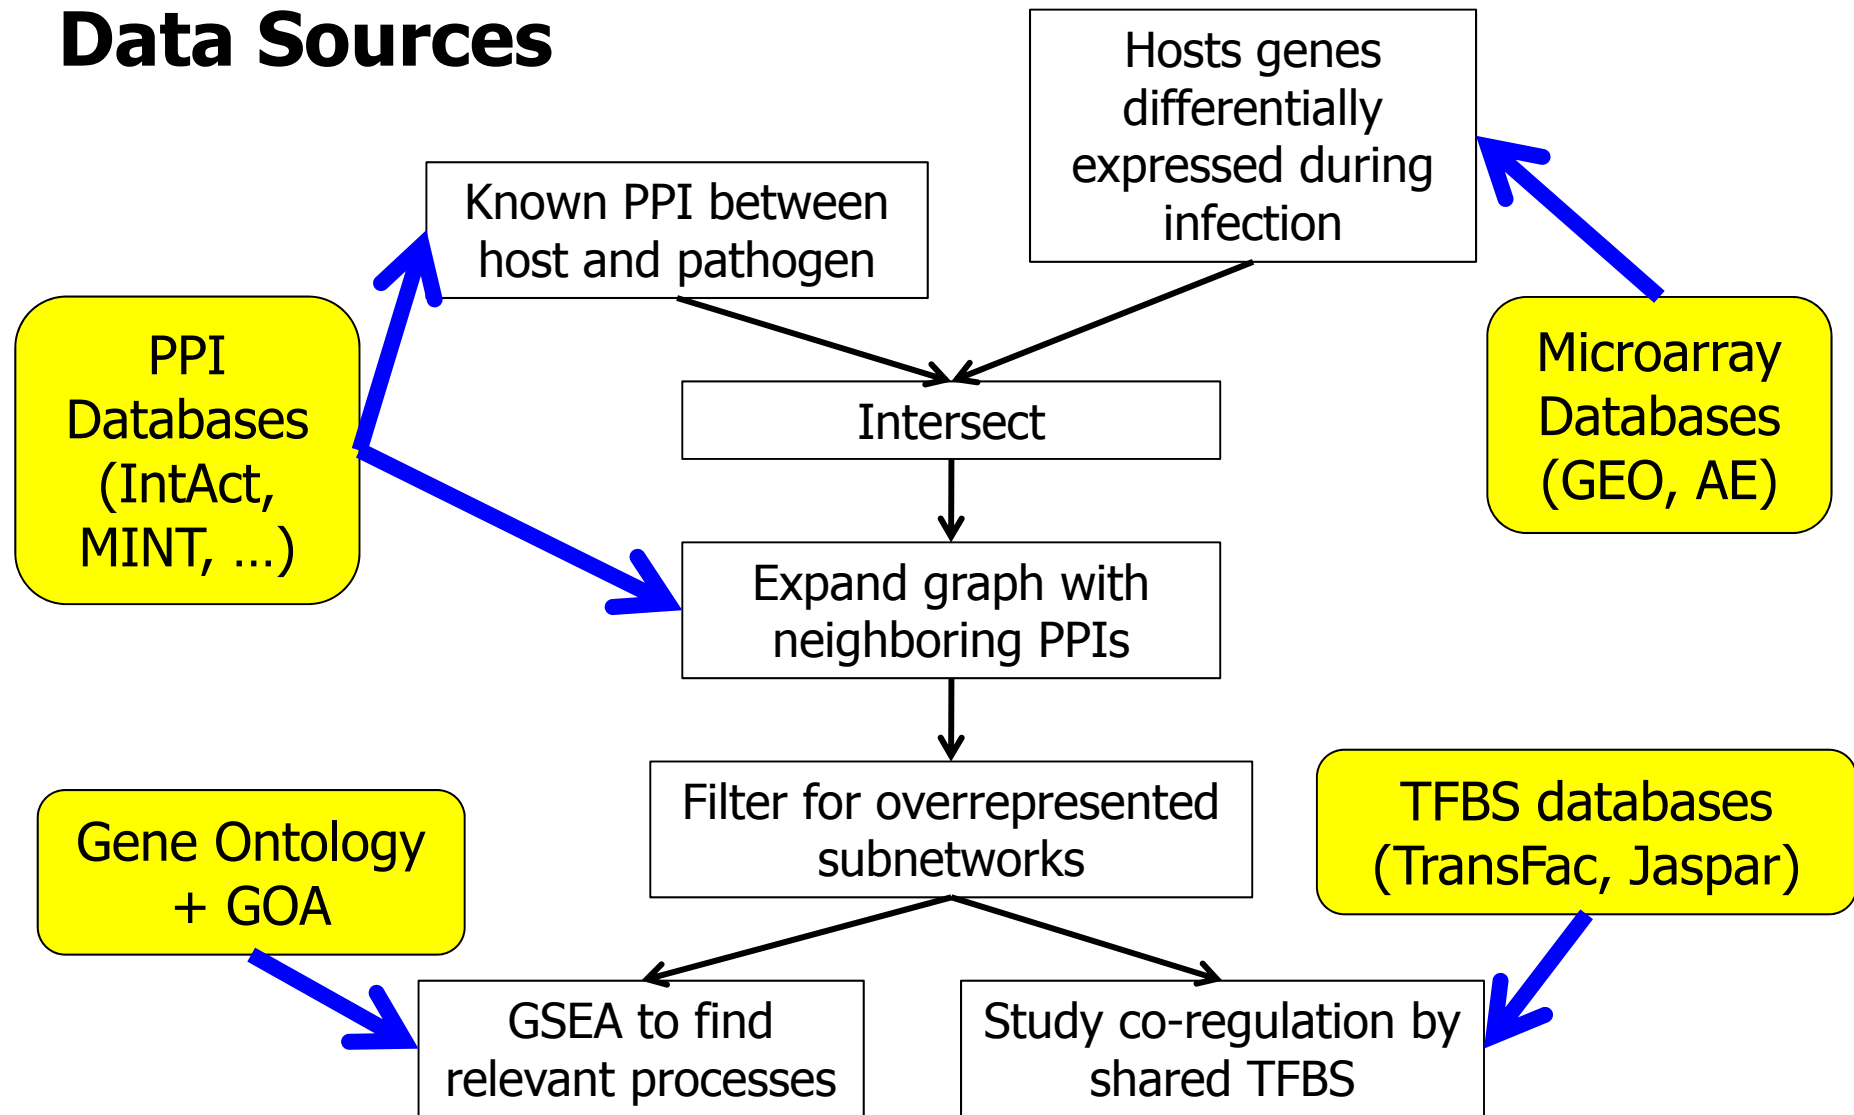 Data Sources
Hosts genes
differentially
expressed during
infection
Known PPI between
host and pathogen
PPI
Databases
(IntAct,
MINT, …)
Microarray
Databases
(GEO, AE)
Intersect
Expand graph with
neighboring PPIs
Filter for overrepresented
subnetworks
Gene Ontology
+ GOA
TFBS databases
(TransFac, Jaspar)
GSEA to find
relevant processes
Study co-regulation by
shared TFBS